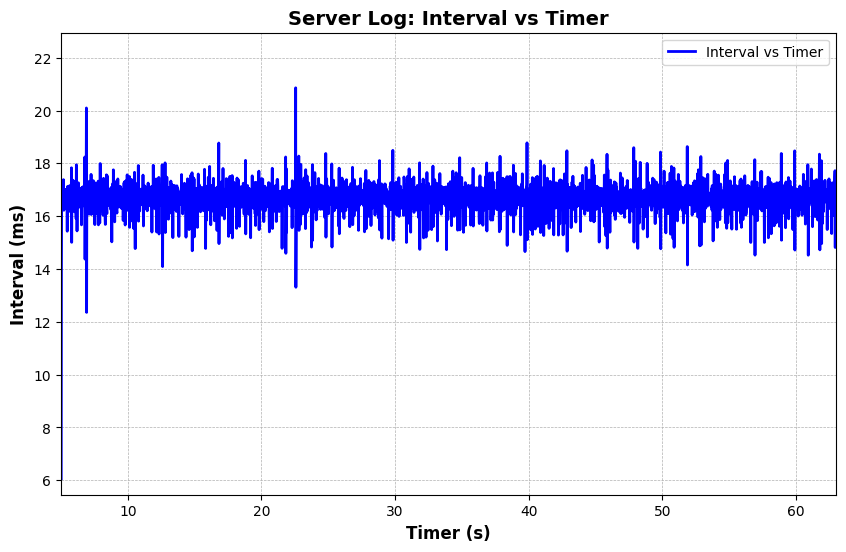 Server Log: Interval vs Timer
Interval vs Timer
22
20
18
16
14
12
10
8
6
Interval (ms)
10 20 30 40 50 60
Timer (s)